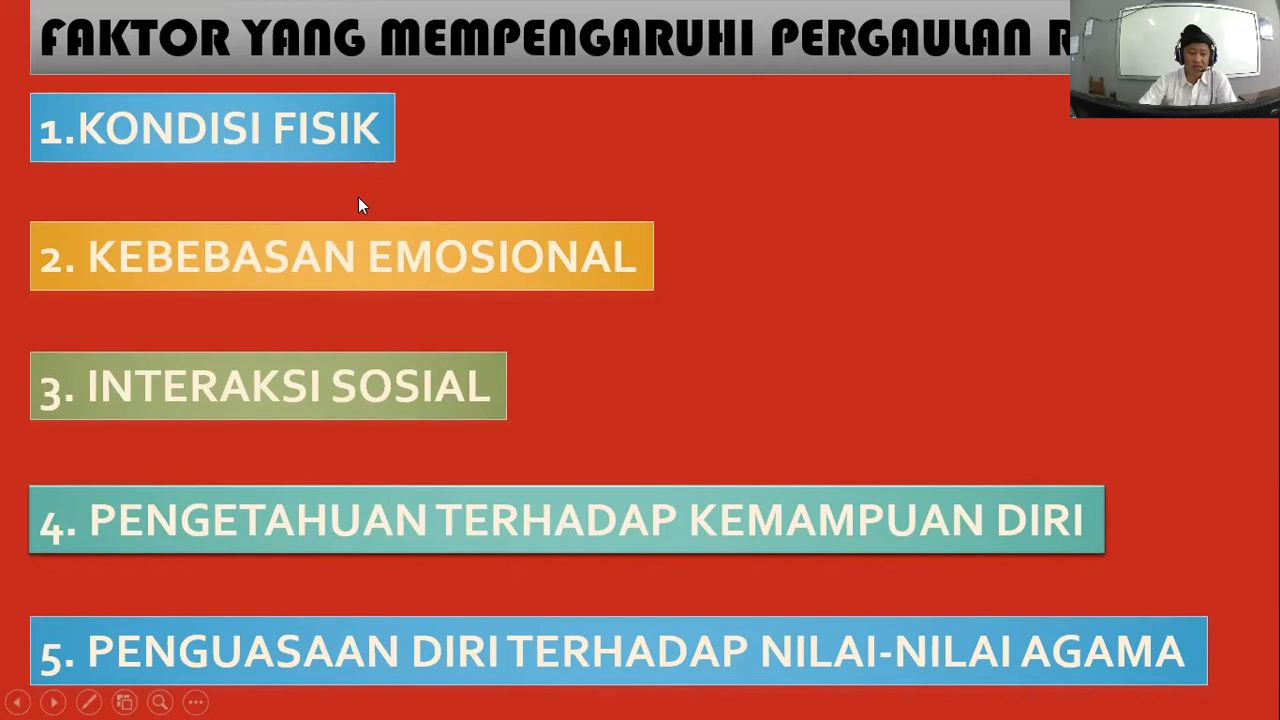 FAKTOR YANG MEMPENGARUHI PERGAULAN
1.KONDISI FISIK
2. KEBEBASAN EMOSIONAL
3. INTERAKSI SOSIAL
4. PENGETAHUAN TERHADAP KEMAMPUAN DIRI
5. PENGUASAAN DIRI TERHADAP NILAI-NILAI AGAMA